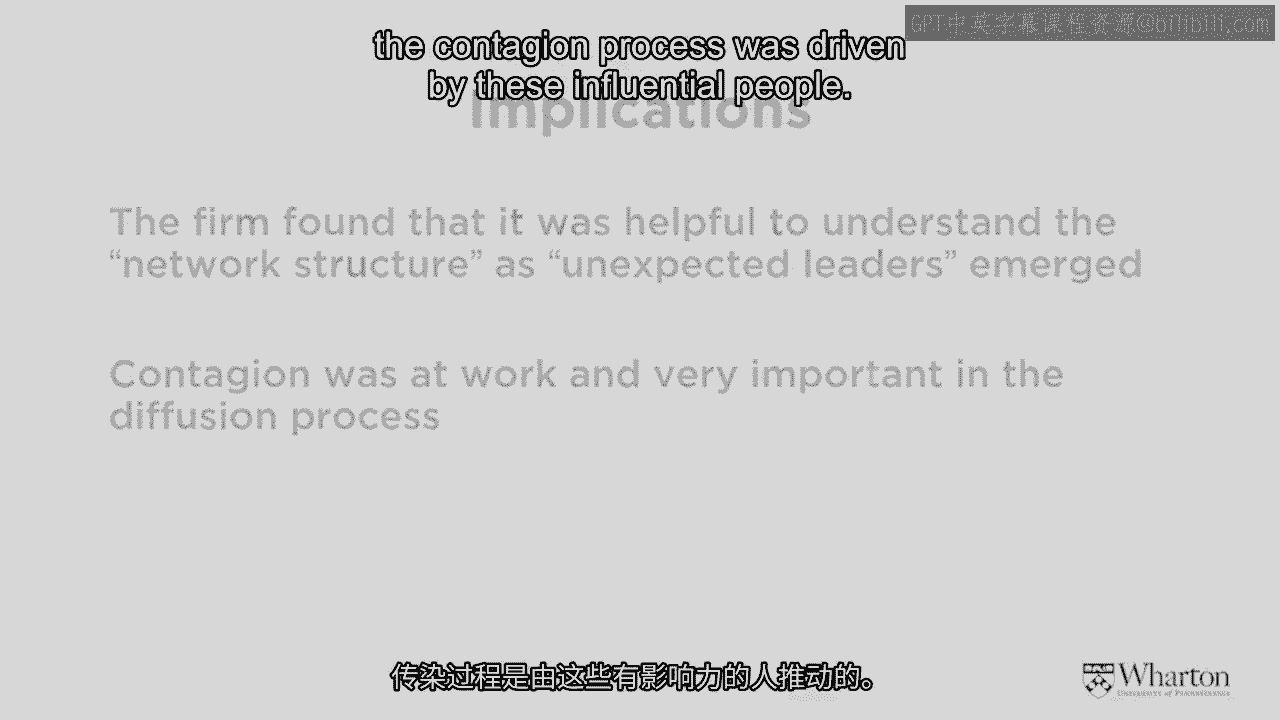 GPT中英字幕课程资源@bilibili.com
the contagion process was driven
by these influential people.
Implications
The firm found that it was helpful to understand the
“network structure” as “unexpected leaders” emerged
Contagion was at work and very important in the
diffusion process
传染过程是由这些有影响力的人推动的。
Wharton
University of Pennsylvania